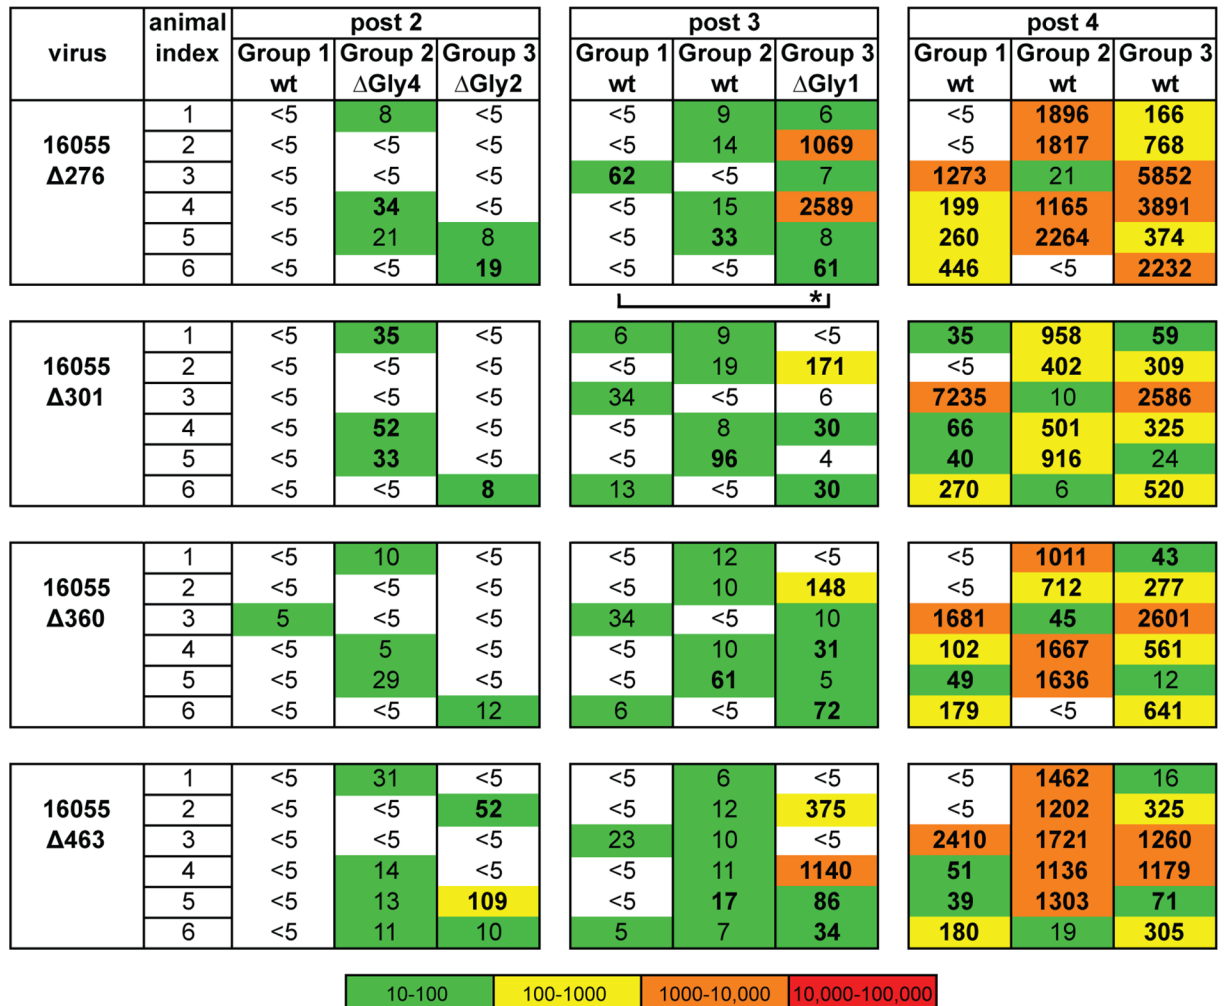 animal post 2 post 3 post 4
virus index Group 1 Group 2 Group 3 Group 1 Group 2 Group 3 Group 1 Group 2 Group 3
wt ΔGly4 ΔGly2 wt wt ΔGly1 wt wt wt
1 <5 8 <5 <5 9 6 <5 1896 166
16055 2 <5 <5 <5 <5 14 1069 <5 1817 768
Δ276 3 <5 <5 <5 62 <5 7 1273 21 5852
4 <5 34 <5 <5 15 2589 199 1165 3891
5 <5 21 8 <5 33 8 260 2264 374
6 <5 <5 19 <5 <5 61 446 <5 2232
*
1 <5 35 <5 6 9 <5 35 958 59
16055 2 <5 <5 <5 <5 19 171 <5 402 309
Δ301 3 <5 <5 <5 34 <5 6 7235 10 2586
4 <5 52 <5 <5 8 30 66 501 325
5 <5 33 <5 <5 96 4 40 916 24
6 <5 <5 8 13 <5 30 270 6 520
1 <5 10 <5 <5 12 <5 <5 1011 43
16055 2 <5 <5 <5 <5 10 148 <5 712 277
Δ360 3 5 <5 <5 34 <5 10 1681 45 2601
4 <5 5 <5 <5 10 31 102 1667 561
5 <5 29 <5 <5 61 5 49 1636 12
6 <5 <5 12 6 <5 72 179 <5 641
1 <5 31 <5 <5 6 <5 <5 1462 16
16055 2 <5 <5 52 <5 12 375 <5 1202 325
Δ463 3 <5 <5 <5 23 10 <5 2410 1721 1260
4 <5 14 <5 <5 11 1140 51 1136 1179
5 <5 13 109 <5 17 86 39 1303 71
6 <5 11 10 5 7 34 180 19 305
10-100 100-1000 1000-10,000 10,000-100,000